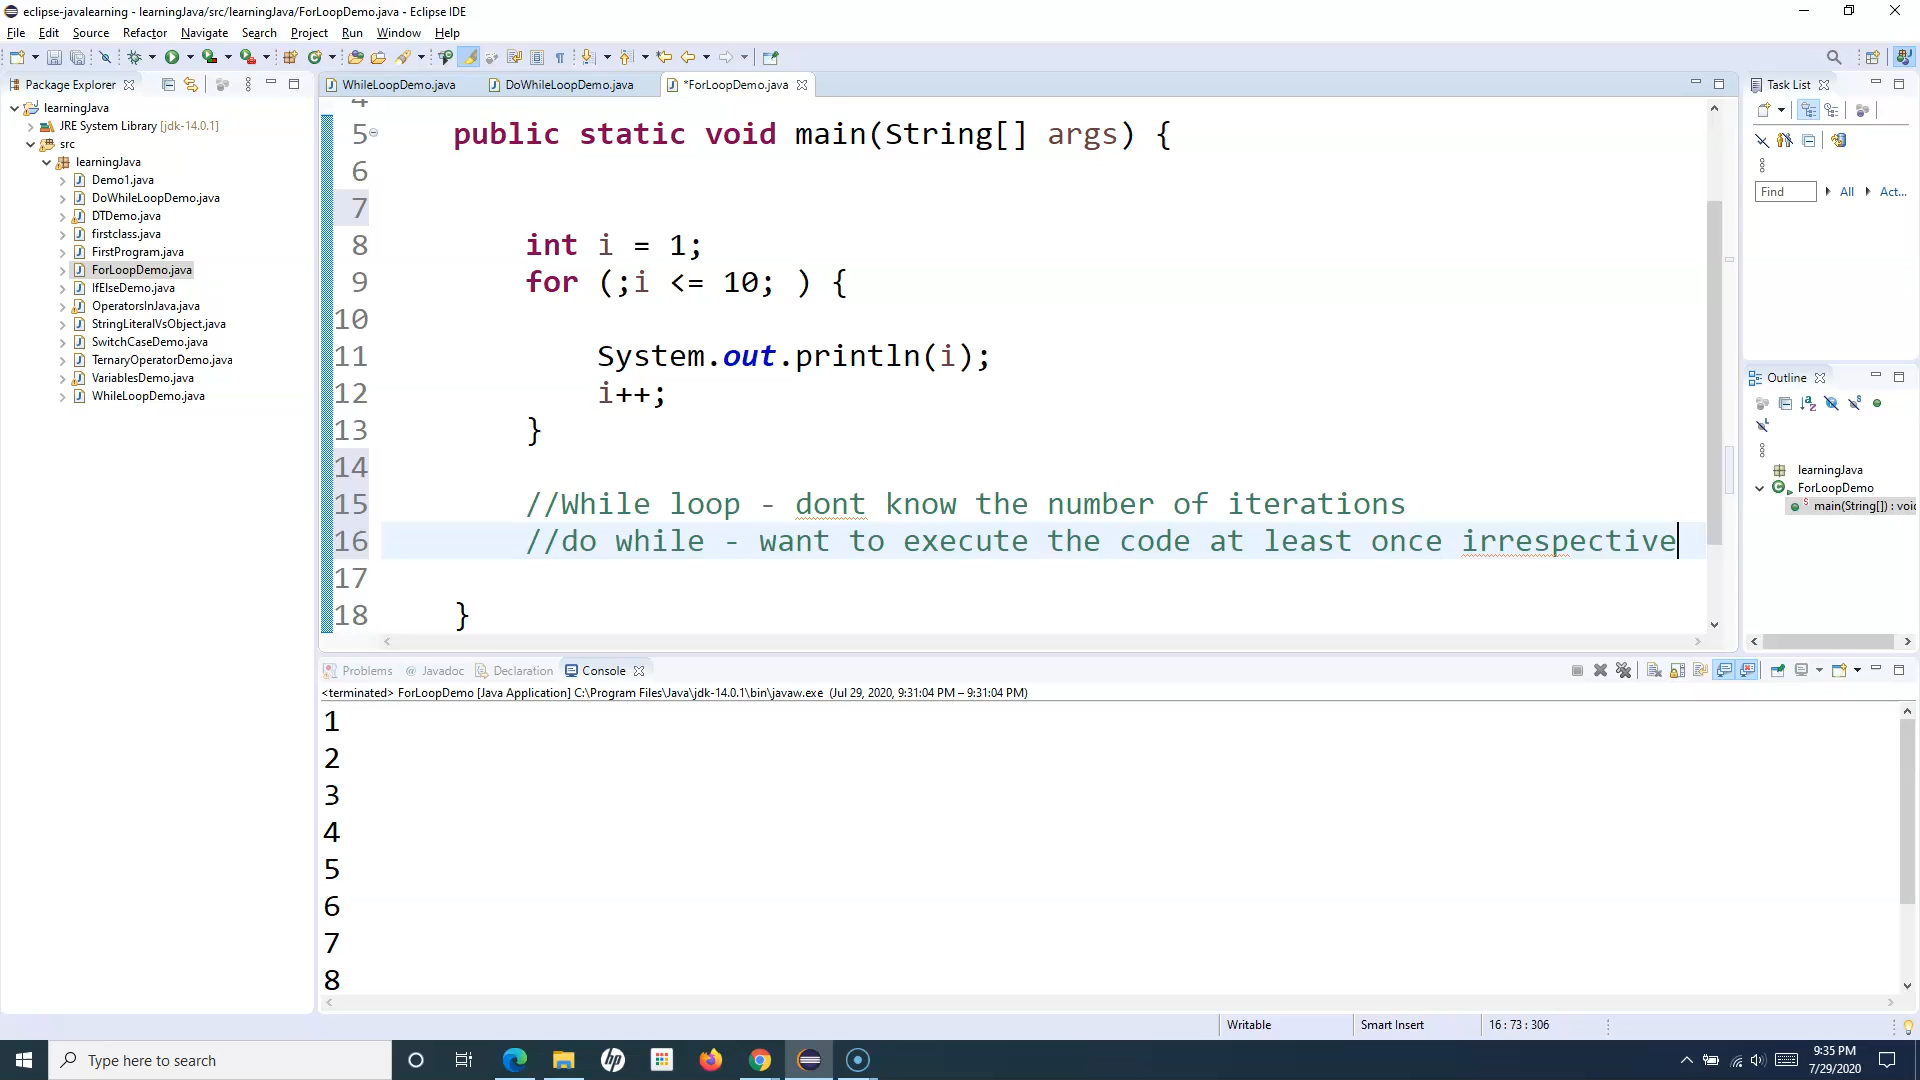 eclipse-javalearning - learningJava/src/learningJava/ForLoopDemo.java - Eclipse IDE
File Edit Source Refactor Navigate Search Project Run Window Help
Package Explorer
learningJava
JRE System Library [jdk-14.0.1]
src
learningJava
Demo1.java
DoWhileLoopDemo.java
DTDemo.java
firstclass.java
FirstProgram.java
ForLoopDemo.java
IfElseDemo.java
OperatorsInJava.java
StringLiteralVsObject.java
SwitchCaseDemo.java
TernaryOperatorDemo.java
VariablesDemo.java
WhileLoopDemo.java
WhileLoopDemo.java DoWhileLoopDemo.java *ForLoopDemo.java
4
5 public static void main(String[] args) {
6
7
8 int i = 1;
9 for (;i <= 10; ) {
10
11 System.out.println(i);
12 i++;
13 }
14
15 //While loop - dont know the number of iterations
16 //do while - want to execute the code at least once irrespective
17
18 }
Task List
Find All Act...
Outline
learningJava
ForLoopDemo
S
main(String[]) : voi
Problems @ Javadoc Declaration Console
<terminated> ForLoopDemo [Java Application] C:\Program Files\Java\jdk-14.0.1\bin\javaw.exe (Jul 29, 2020, 9:31:04 PM – 9:31:04 PM)
1
2
3
4
5
6
7
8
Writable Smart Insert 16 : 73 : 306
Type here to search
hp
9:35 PM
7/29/2020